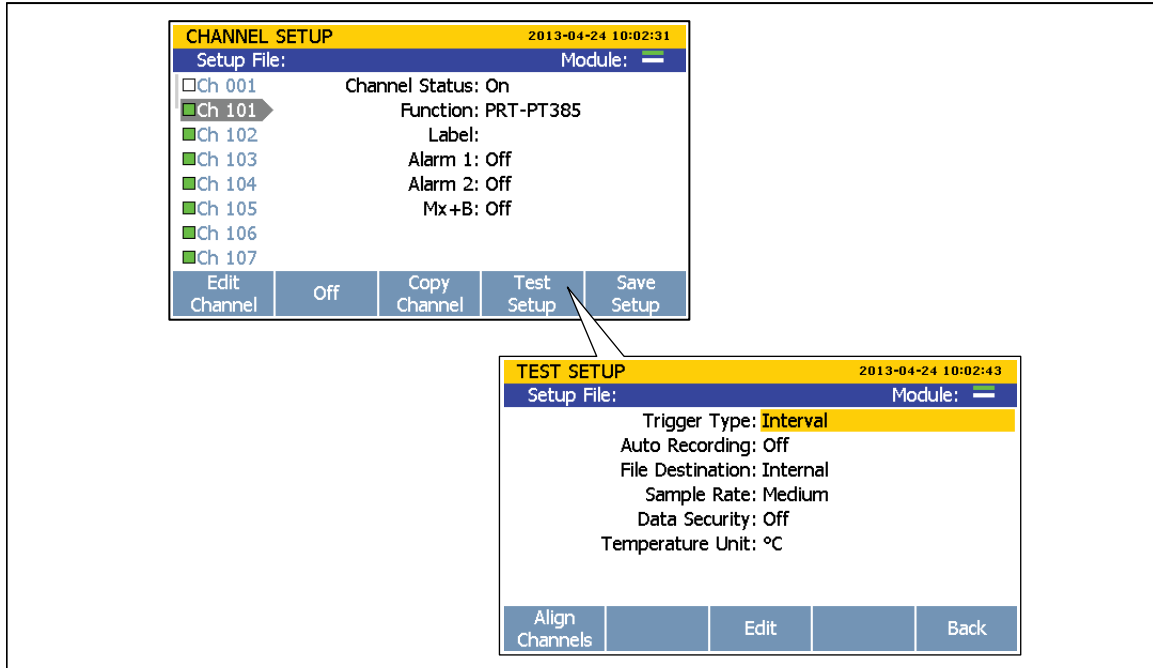 CHANNEL SETUP 2013-04-24 10:02:31
Setup File: Module:
Ch 001 Channel Status: On
Ch 101 Function: PRT-PT385
Ch 102 Label:
Ch 103 Alarm 1: Off
Ch 104 Alarm 2: Off
Ch 105 Mx+B: Off
Ch 106
Ch 107
Edit Channel Off Copy Channel Test Setup Save Setup
TEST SETUP 2013-04-24 10:02:43
Setup File: Module:
Trigger Type: Interval
Auto Recording: Off
File Destination: Internal
Sample Rate: Medium
Data Security: Off
Temperature Unit: °C
Align Channels Edit Back